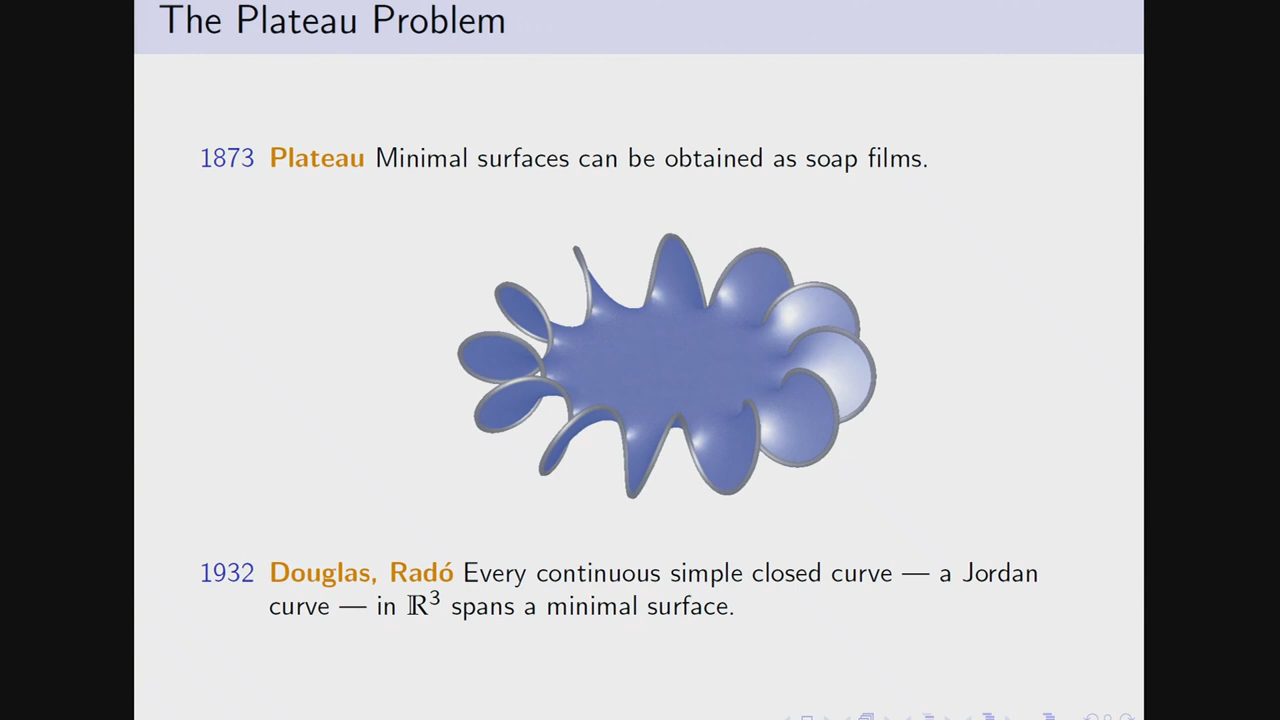 The Plateau Problem
1873 Plateau Minimal surfaces can be obtained as soap films.
1932 Douglas, Radó Every continuous simple closed curve — a Jordan
curve — in ℝ³ spans a minimal surface.